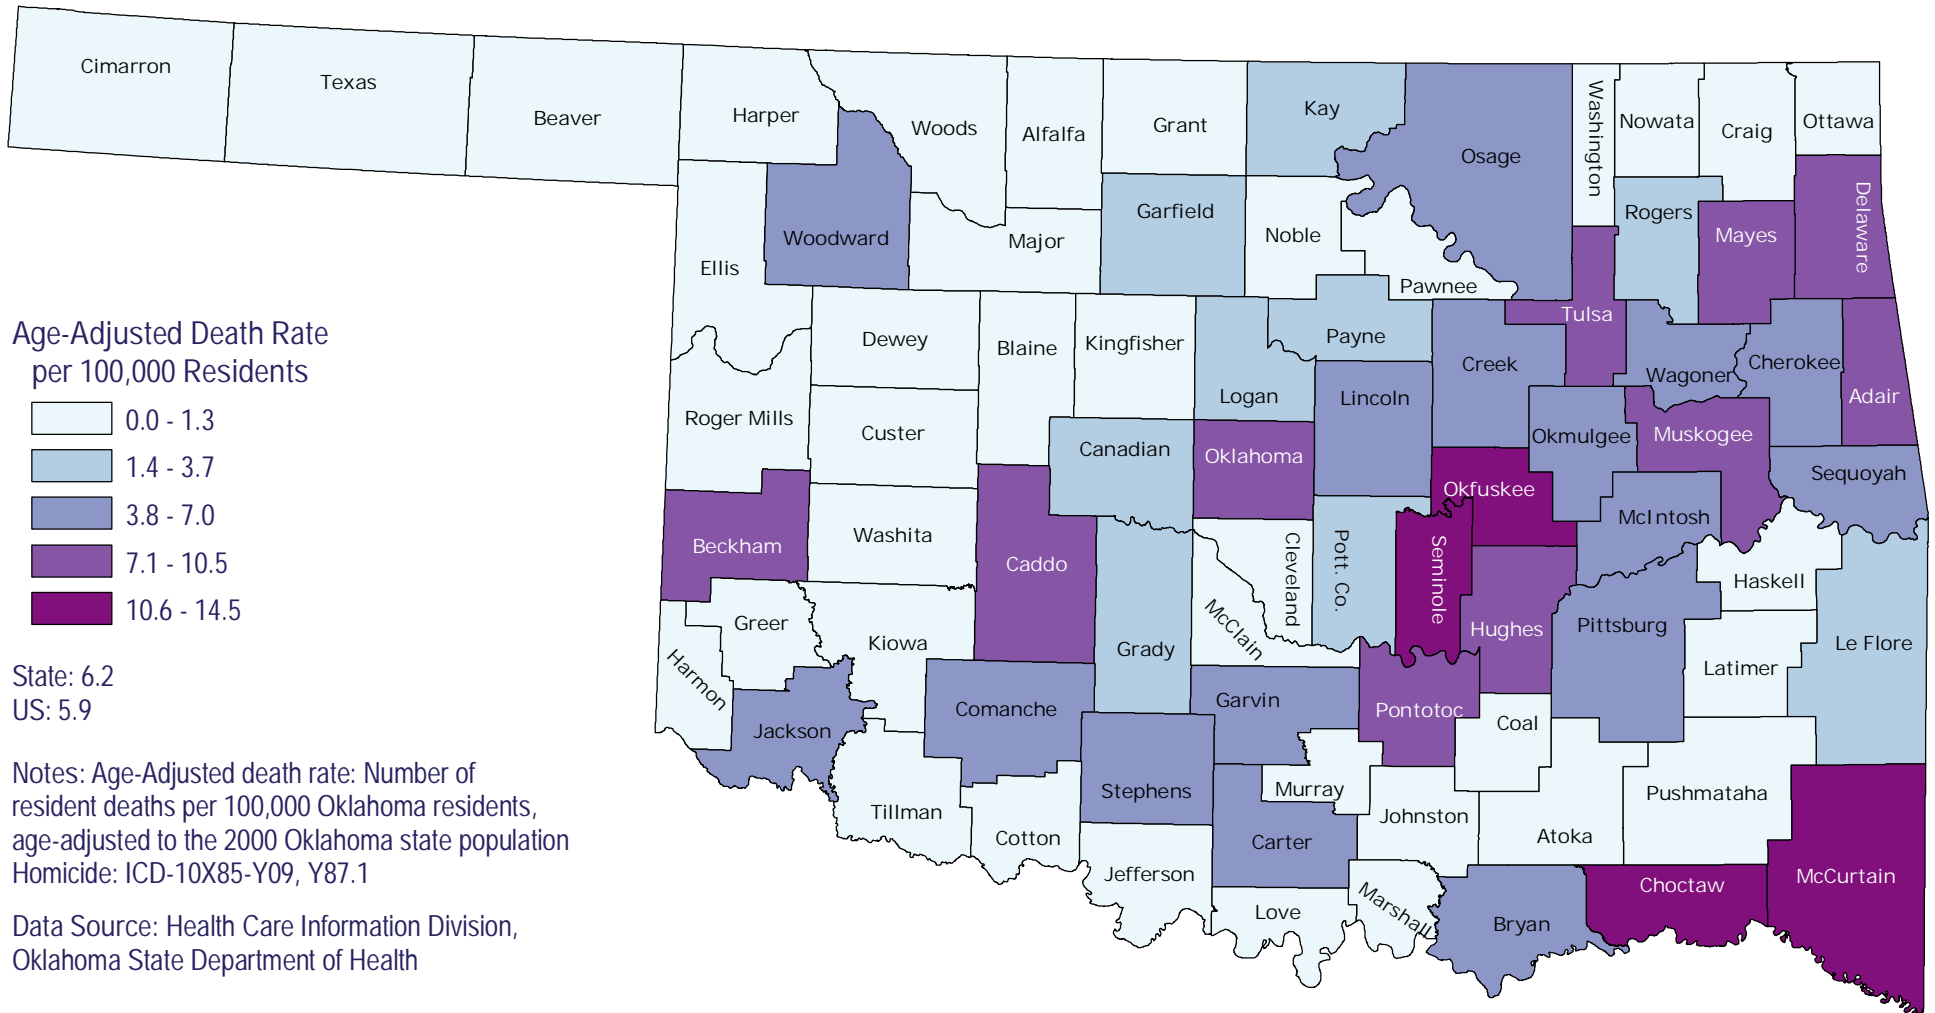 Cimarron
Texas
Beaver
Harper
Woods
Alfalfa
Grant
Kay
Osage
Washington
Nowata
Craig
Ottawa
Woodward
Ellis
Major
Garfield
Noble
Pawnee
Rogers
Mayes
Delaware
Tulsa
Dewey
Blaine
Kingfisher
Logan
Payne
Lincoln
Creek
Wagoner
Cherokee
Adair
Roger Mills
Custer
Canadian
Oklahoma
Okmulgee
Muskogee
Sequoyah
Okfuskee
McIntosh
Beckham
Washita
Caddo
Cleveland
Pott. Co.
Seminole
Haskell
Greer
Kiowa
Grady
McClain
Hughes
Pittsburg
Latimer
Le Flore
Harmon
Jackson
Comanche
Garvin
Pontotoc
Coal
Stephens
Murray
Johnston
Pushmataha
Tillman
Cotton
Carter
Atoka
Jefferson
Love
Marshall
Bryan
Choctaw
McCurtain
Age-Adjusted Death Rate
per 100,000 Residents
0.0 - 1.3
1.4 - 3.7
3.8 - 7.0
7.1 - 10.5
10.6 - 14.5
State: 6.2
US: 5.9
Notes: Age-Adjusted death rate: Number of
resident deaths per 100,000 Oklahoma residents,
age-adjusted to the 2000 Oklahoma state population
Homicide: ICD-10X85-Y09, Y87.1
Data Source: Health Care Information Division,
Oklahoma State Department of Health